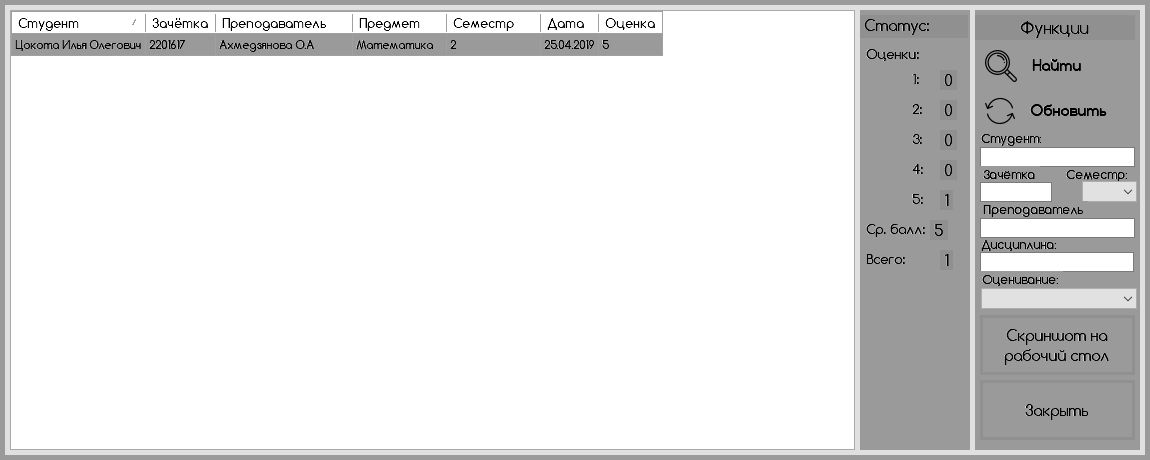 Студент Зачётка Преподаватель Предмет Семестр Дата Оценка
Цокота Илья Олегович 2201617 Ахмедзянова О.А Математика 2 25.04.2019 5
Статус:
Оценки:
1: 0
2: 0
3: 0
4: 0
5: 1
Ср. балл: 5
Всего: 1
Функции
Найти
Обновить
Студент:
Зачётка Семестр:
Преподаватель
Дисциплина:
Оценивание:
Скриншот на
рабочий стол
Закрыть